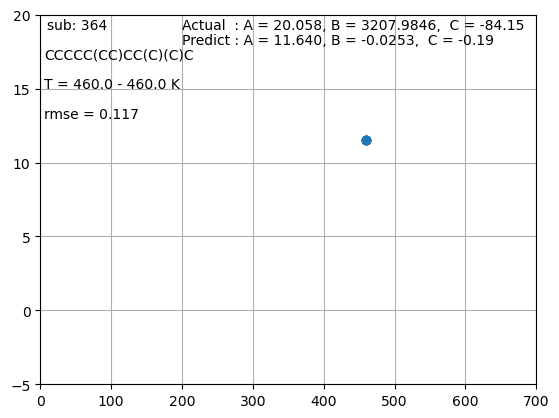 sub: 364
Actual : A = 20.058, B = 3207.9846, C = -84.15
Predict : A = 11.640, B = -0.0253, C = -0.19
CCCCC(CC)CC(C)(C)C
T = 460.0 - 460.0 K
rmse = 0.117
20
15
10
5
0
−5
0 100 200 300 400 500 600 700